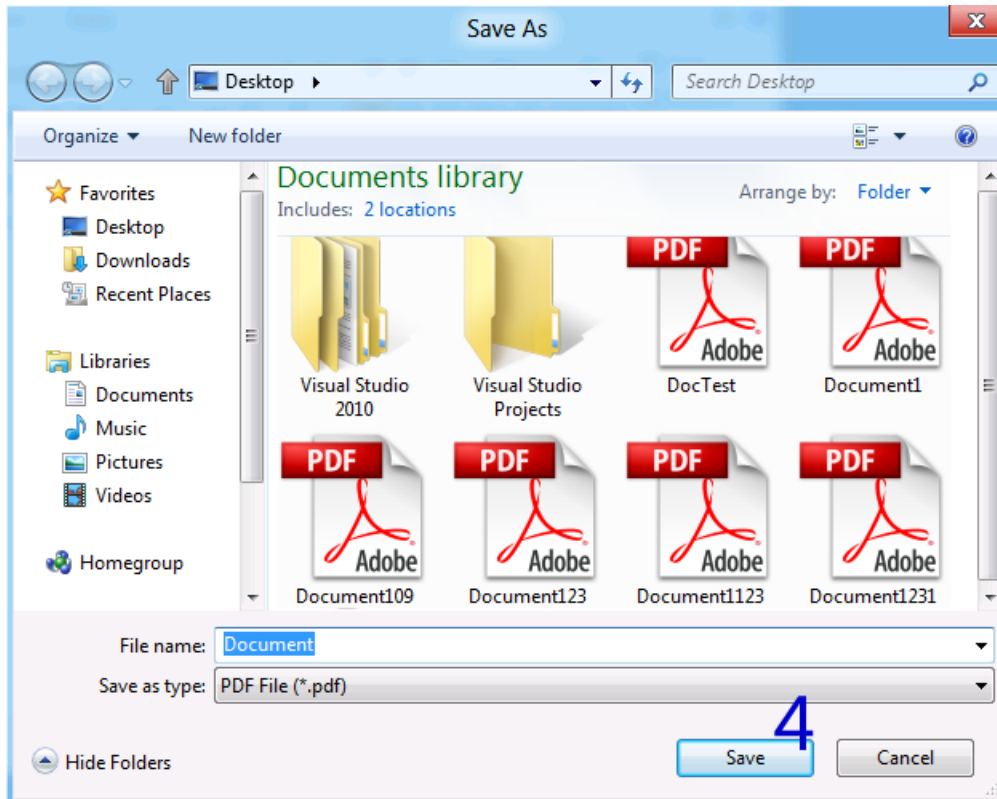 Save As
Desktop
Search Desktop
Organize
New folder
Favorites
Desktop
Downloads
Recent Places
Libraries
Documents
Music
Pictures
Videos
Homegroup
Documents library
Includes: 2 locations
Arrange by: Folder
PDF
PDF
Adobe
Adobe
Visual Studio
2010
Visual Studio
Projects
DocTest
Document1
PDF
PDF
PDF
PDF
Adobe
Adobe
Adobe
Adobe
Document109
Document123
Document1123
Document1231
File name: Document
Save as type: PDF File (*.pdf)
4
Hide Folders
Save
Cancel